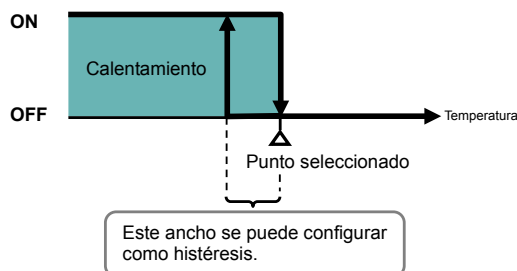 ON
Calentamiento
OFF
Temperatura
Punto seleccionado
Este ancho se puede configurar
como histéresis.